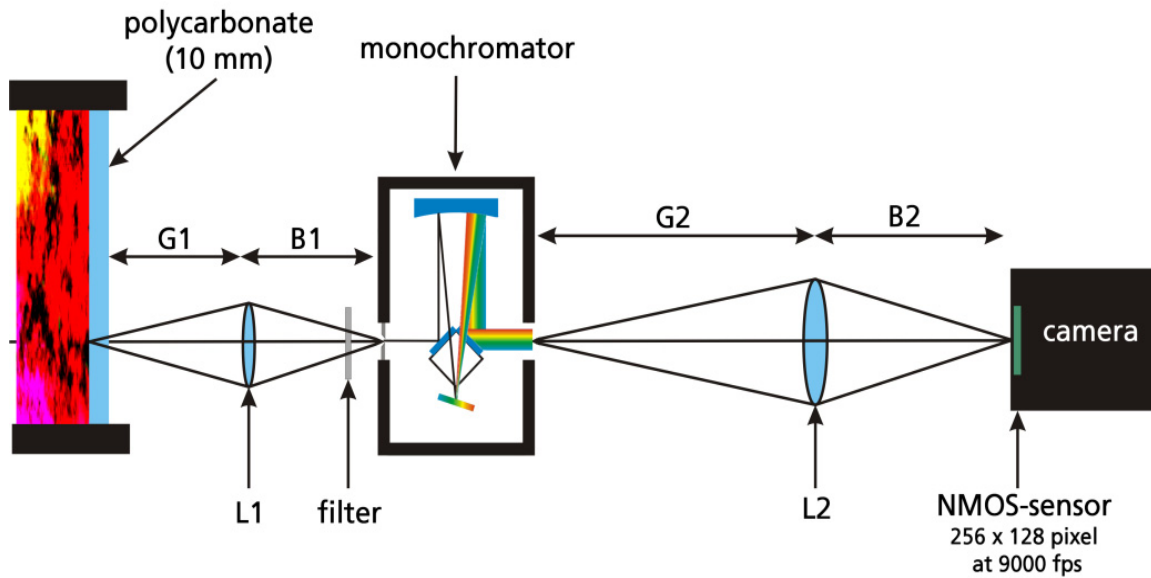 polycarbonate
(10 mm)
monochromator
G1
B1
G2
B2
camera
L1
filter
L2
NMOS-sensor
256 x 128 pixel
at 9000 fps